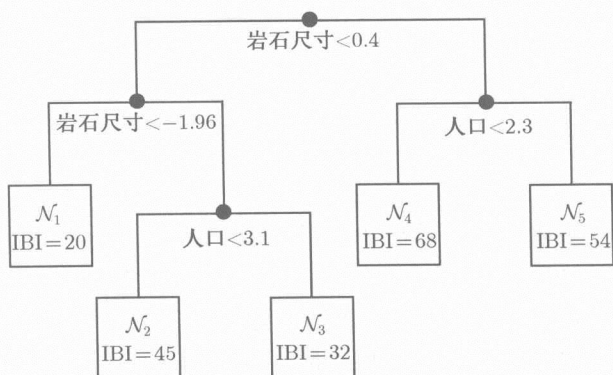 岩石尺寸<0.4
岩石尺寸<−1.96
人口<2.3
𝒩₁
IBI=20
人口<3.1
𝒩₄
IBI=68
𝒩₅
IBI=54
𝒩₂
IBI=45
𝒩₃
IBI=32